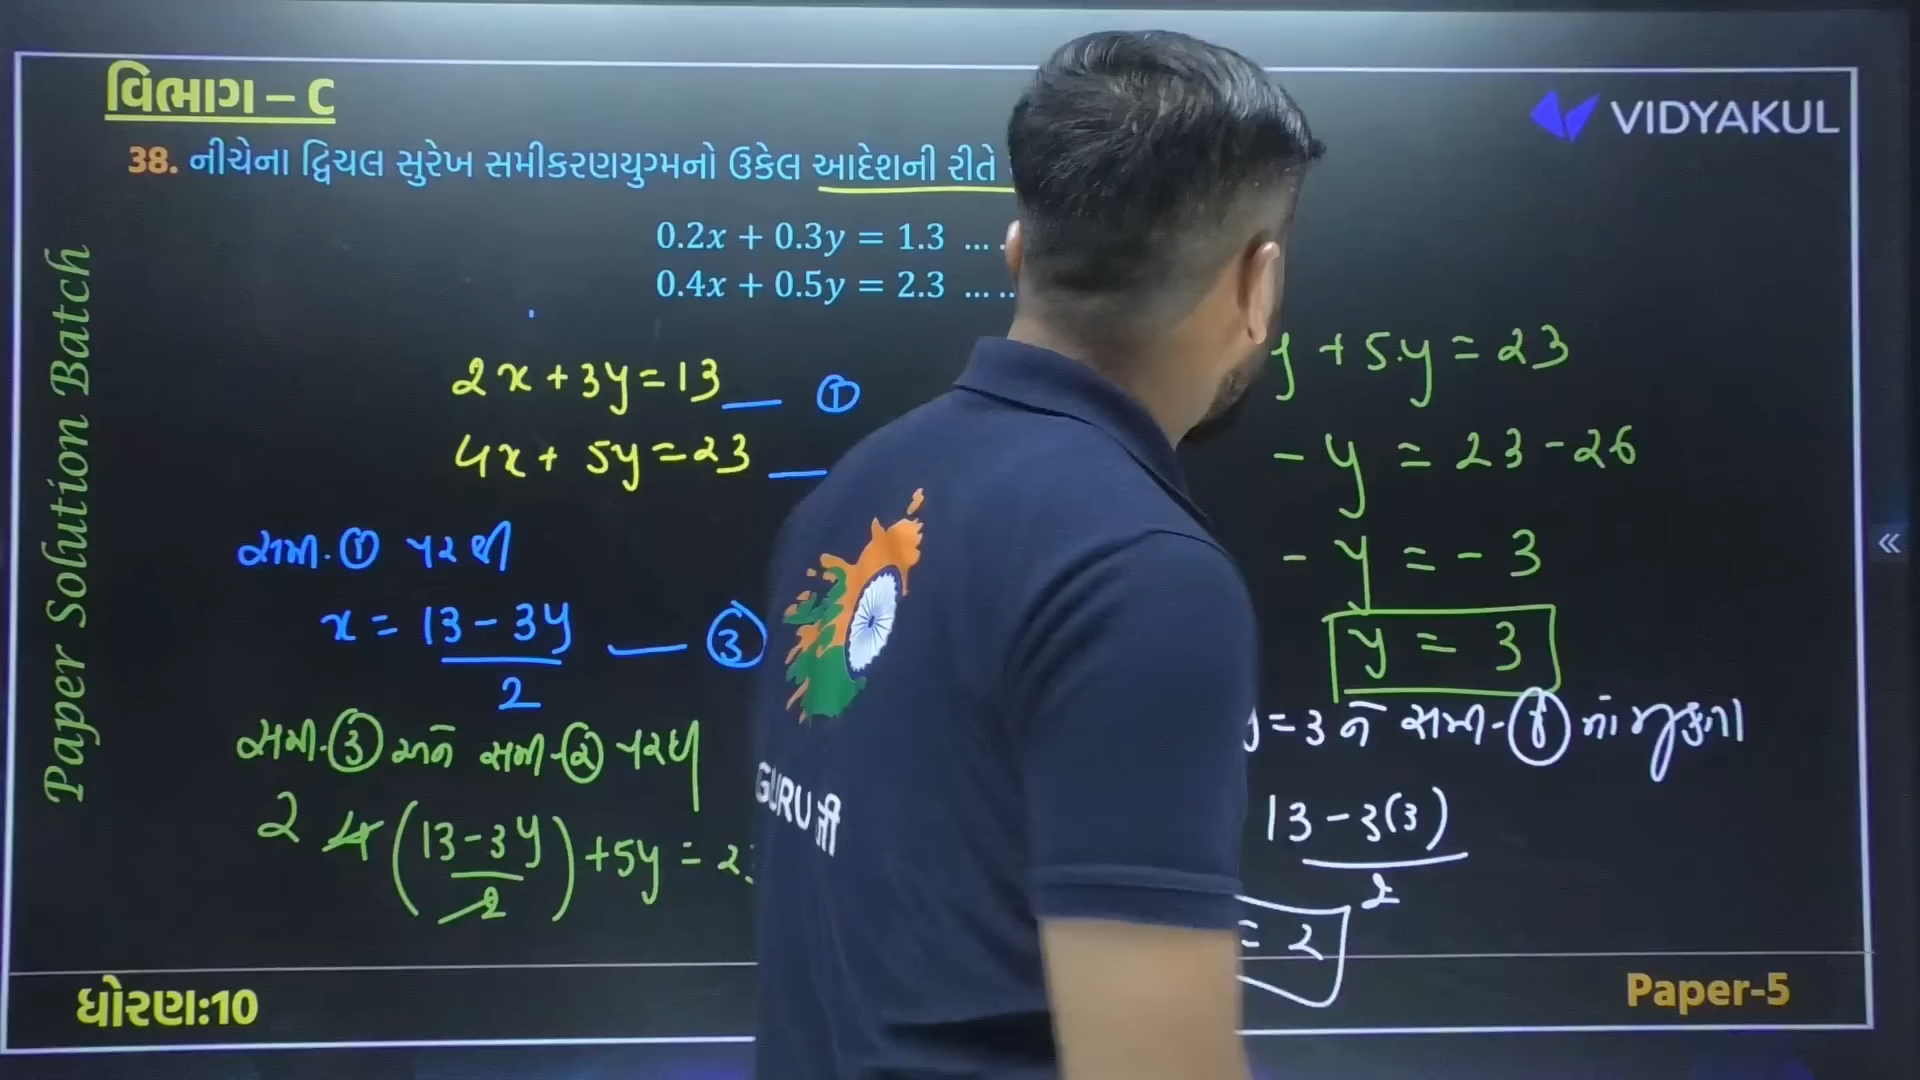 વિભાગ – C
VIDYAKUL
38. નીચેના દ્વિચલ સુરેખ સમીકરણયુગ્મનો ઉકેલ આદેશની રીતે
0.2x + 0.3y = 1.3 ... .
0.4x + 0.5y = 2.3 ... ..
Paper Solution Batch
2x + 3y = 13 __ ①
4x + 5y = 23 __
સમી. ① પરથી
x = 13 - 3y / 2 __ ③
સમી. ③ અને સમી. ② પરથી
2 4(13 - 3y / 2) + 5y = 2
y + 5y = 23
- y = 23 - 26
- y = - 3
y = 3
y = 3 ને સમી. માં મૂકતા
13 - 3(3) / 2
= 2
GURU जी
ધોરણ:10
Paper-5